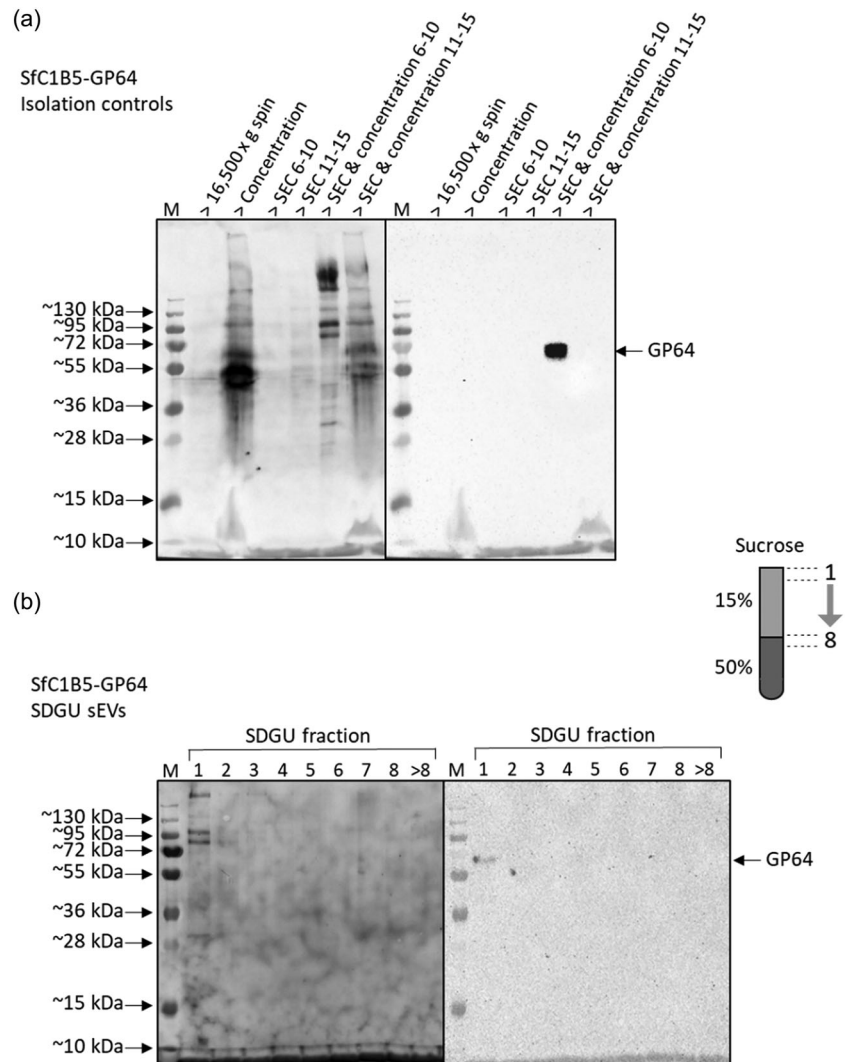 (a)
SfC1B5-GP64
Isolation controls
M
> 16,500 x g spin
> Concentration
> SEC 6-10
> SEC 11-15
> SEC & concentration 6-10
> SEC & concentration 11-15
M
> 16,500 x g spin
> Concentration
> SEC 6-10
> SEC 11-15
> SEC & concentration 6-10
> SEC & concentration 11-15
~130 kDa
~95 kDa
~72 kDa
~55 kDa
~36 kDa
~28 kDa
~15 kDa
~10 kDa
GP64
Sucrose
15%
50%
1
8
(b)
SfC1B5-GP64
SDGU sEVs
SDGU fraction
M 1 2 3 4 5 6 7 8 >8
SDGU fraction
M 1 2 3 4 5 6 7 8 >8
~130 kDa
~95 kDa
~72 kDa
~55 kDa
~36 kDa
~28 kDa
~15 kDa
~10 kDa
GP64